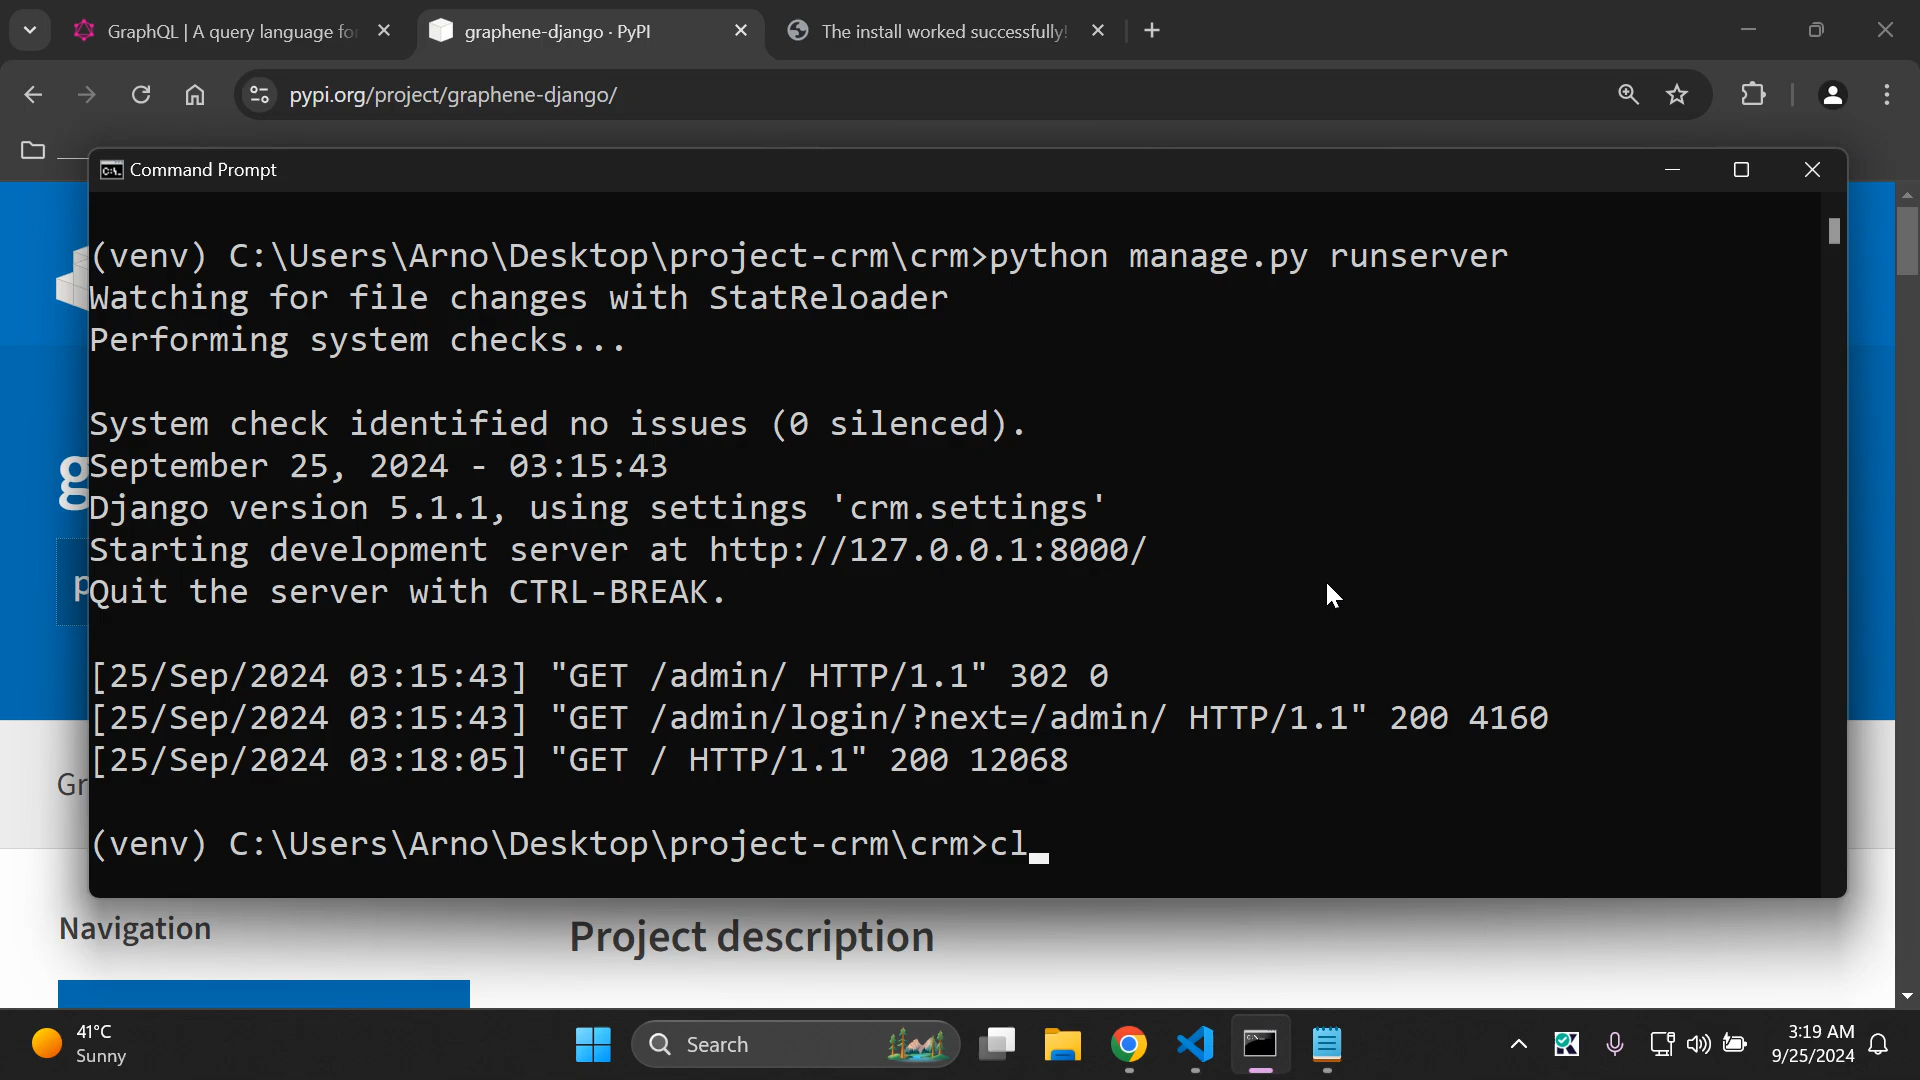 GraphQL | A query language fo
graphene-django · PyPI
The install worked successfully!
pypi.org/project/graphene-django/
Command Prompt
(venv) C:\Users\Arno\Desktop\project-crm\crm>python manage.py runserver
Watching for file changes with StatReloader
Performing system checks...
System check identified no issues (0 silenced).
September 25, 2024 - 03:15:43
Django version 5.1.1, using settings 'crm.settings'
Starting development server at http://127.0.0.1:8000/
Quit the server with CTRL-BREAK.
[25/Sep/2024 03:15:43] "GET /admin/ HTTP/1.1" 302 0
[25/Sep/2024 03:15:43] "GET /admin/login/?next=/admin/ HTTP/1.1" 200 4160
[25/Sep/2024 03:18:05] "GET / HTTP/1.1" 200 12068
(venv) C:\Users\Arno\Desktop\project-crm\crm>cl_
g
p
Gr
Navigation
Project description
41°C
Sunny
Search
3:19 AM
9/25/2024